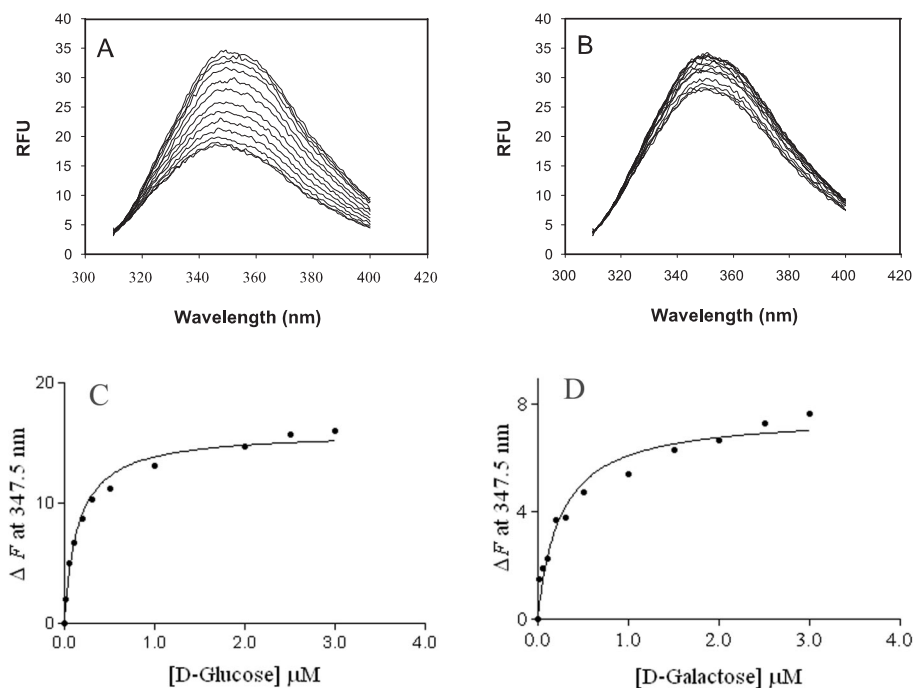 A
40
35
30
25
20
15
10
5
0
RFU
300 320 340 360 380 400 420
Wavelength (nm)
B
40
35
30
25
20
15
10
5
0
RFU
300 320 340 360 380 400 420
Wavelength (nm)
C
20
10
0
Δ F at 347.5 nm
0.0 1.0 2.0 3.0 4.0
[D-Glucose] μM
D
8
4
0
Δ F at 347.5 nm
0.0 1.0 2.0 3.0 4.0
[D-Galactose] μM